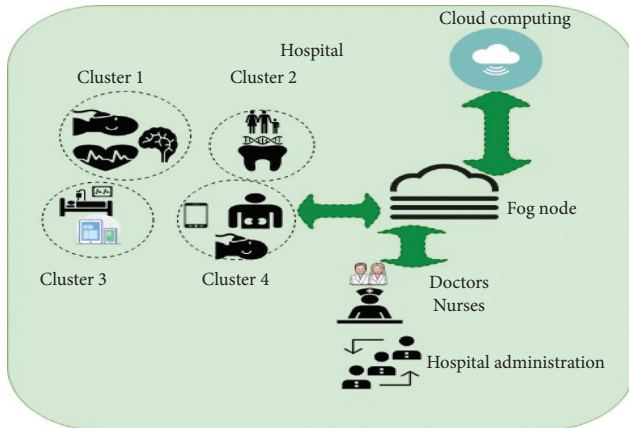 Cloud computing
Hospital
Cluster 1
Cluster 2
Fog node
Cluster 3
Cluster 4
Doctors
Nurses
Hospital administration